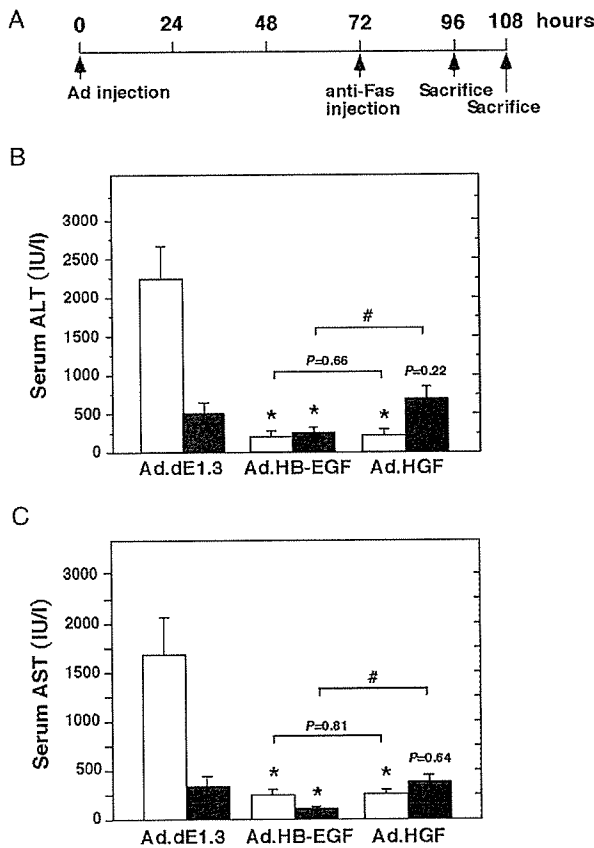 A
0 24 48 72 96 108 hours
Ad injection
anti-Fas injection
Sacrifice
Sacrifice
B
Serum ALT (IU/l)
3000
2500
2000
1500
1000
500
0
#
P=0.66
P=0.22
* * *
Ad.dE1.3 Ad.HB-EGF Ad.HGF
C
Serum AST (IU/l)
3000
2000
1500
1000
500
0
#
P=0.81
P=0.64
* * *
Ad.dE1.3 Ad.HB-EGF Ad.HGF